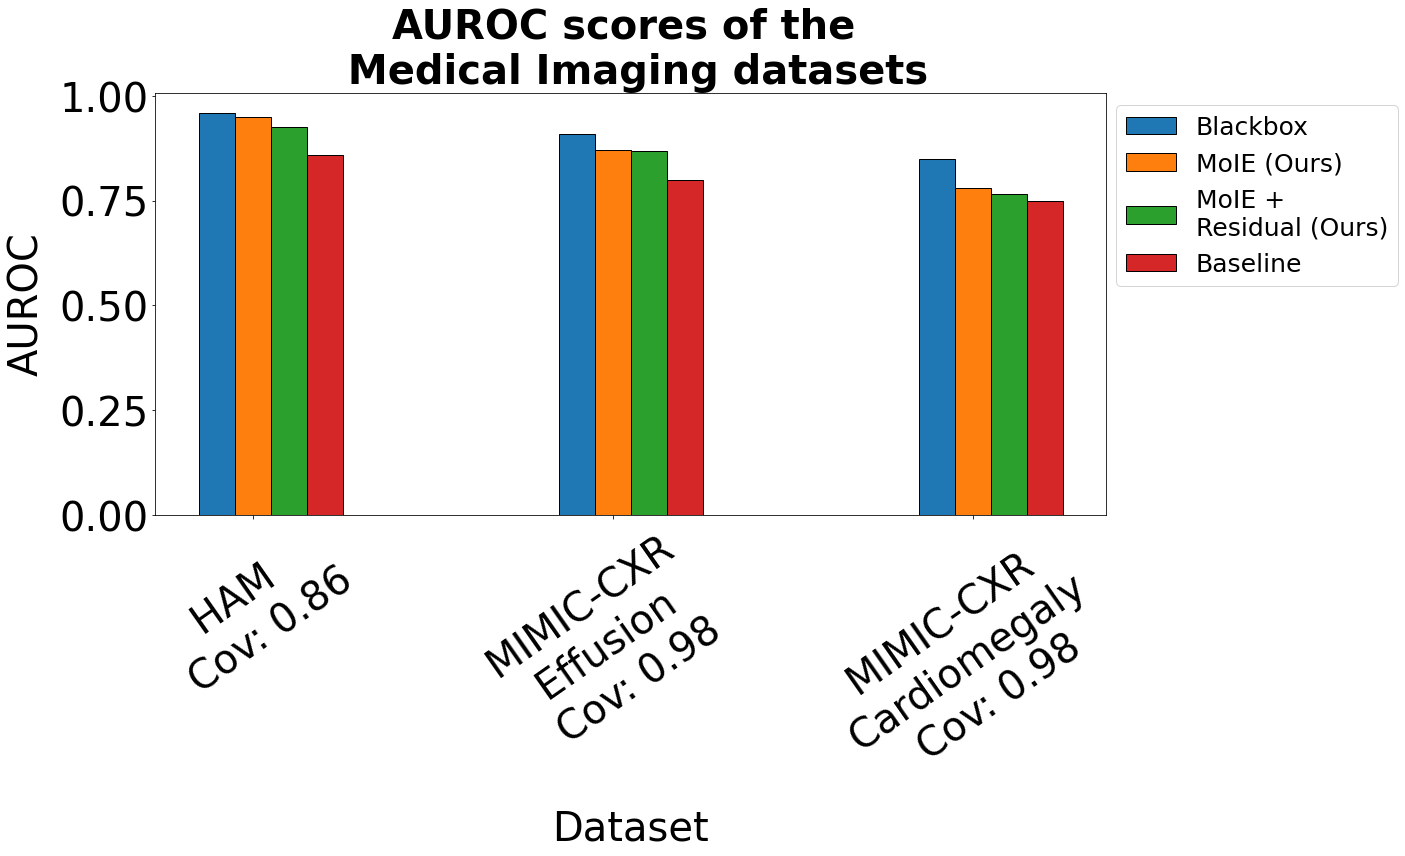 AUROC scores of the
Medical Imaging datasets
AUROC
1.00
0.75
0.50
0.25
0.00
Blackbox
MoIE (Ours)
MoIE +
Residual (Ours)
Baseline
HAM
Cov: 0.86
MIMIC-CXR
Effusion
Cov: 0.98
MIMIC-CXR
Cardiomegaly
Cov: 0.98
Dataset